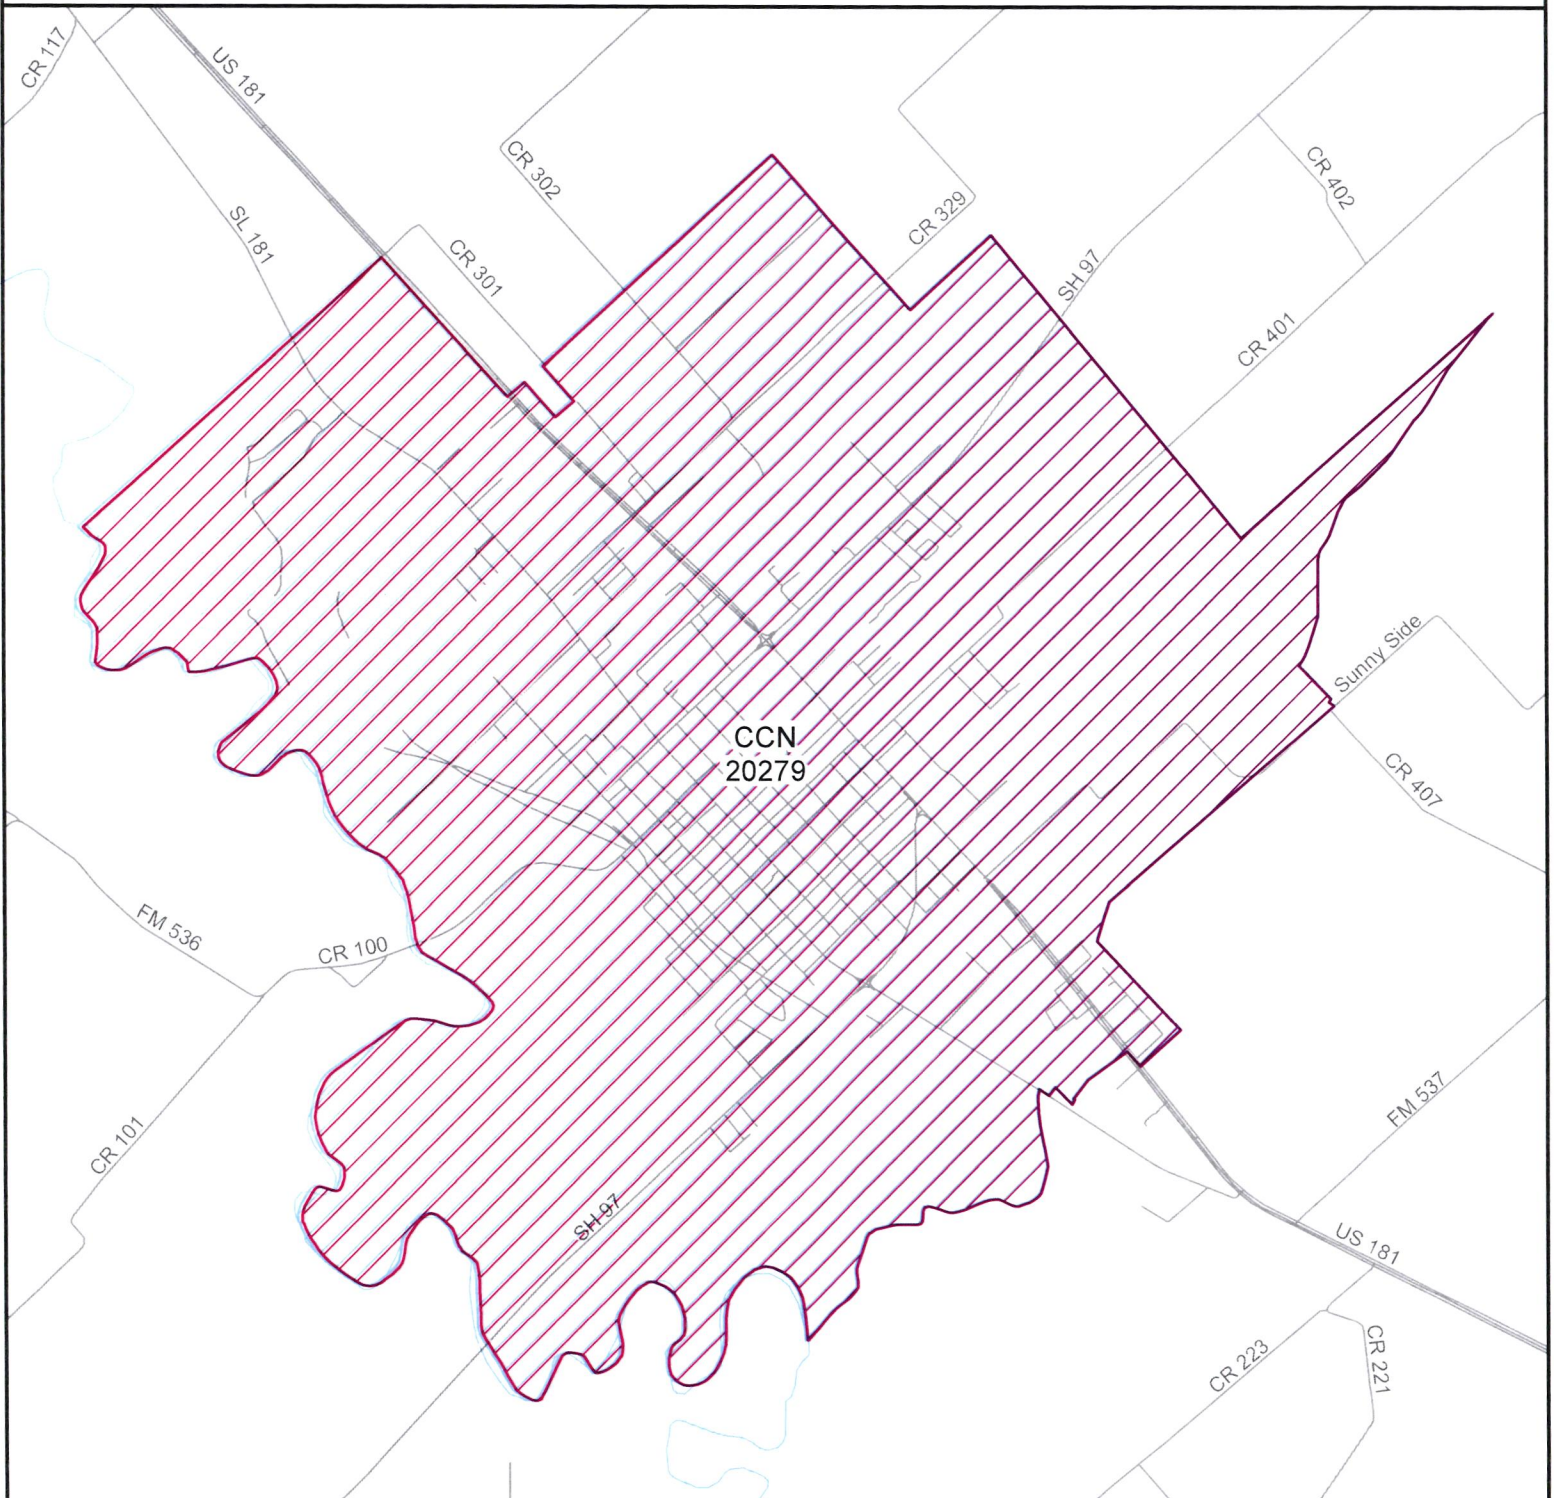 CR 117
US 181
CR 302
CR 402
SL 181
CR 329
CR 301
SH 97
CR 401
Sunny Side
CCN
20279
CR 407
FM 536
CR 100
FM 537
CR 101
SH 97
US 181
CR 223
CR 221